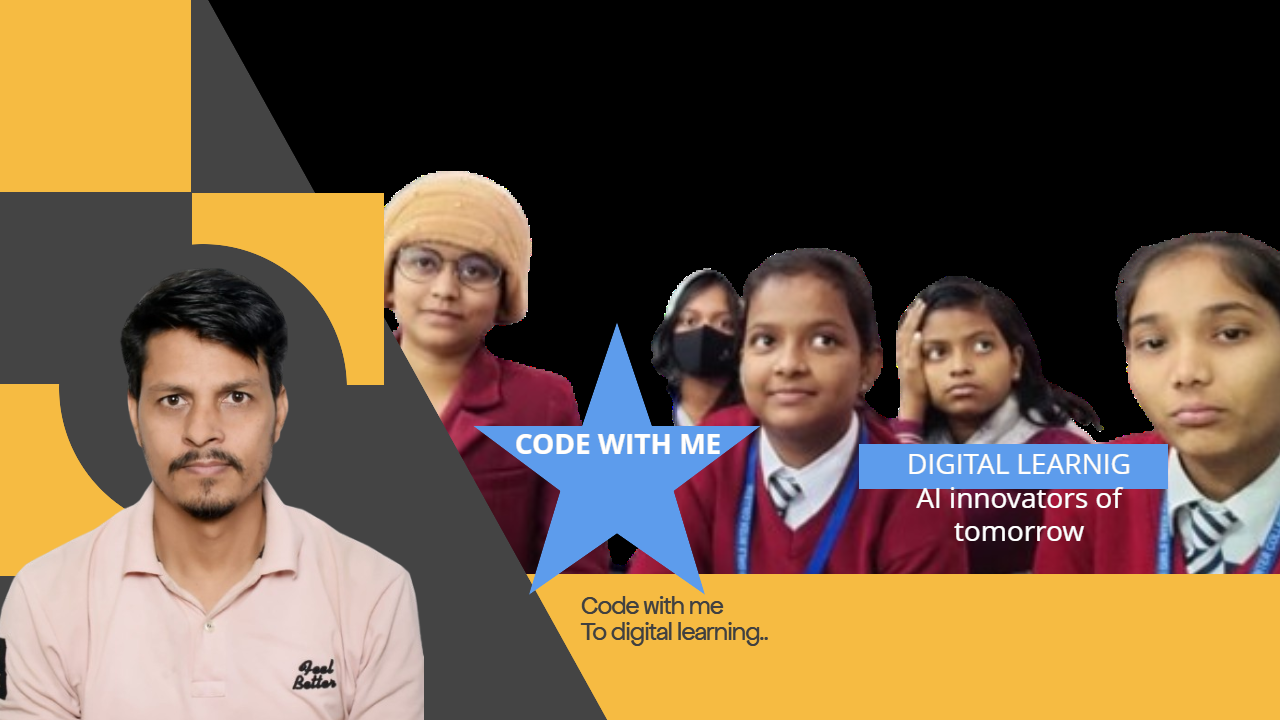 CODE WITH ME
DIGITAL LEARNIG
AI innovators of
tomorrow
Code with me
To digital learning..
Feel
Better